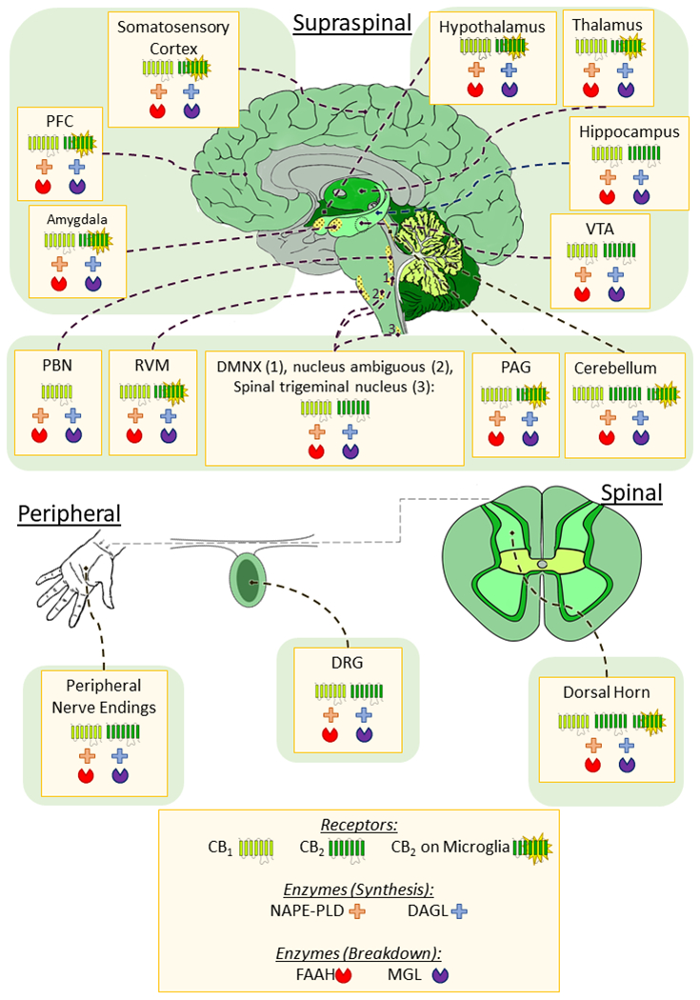 Supraspinal
Somatosensory
Cortex
Hypothalamus
Thalamus
PFC
Hippocampus
Amygdala
VTA
1
2
3
PBN
RVM
DMNX (1), nucleus ambiguous (2),
Spinal trigeminal nucleus (3):
PAG
Cerebellum
Peripheral
Spinal
Peripheral
Nerve Endings
DRG
Dorsal Horn
Receptors:
CB1 CB2 CB2 on Microglia
Enzymes (Synthesis):
NAPE-PLD DAGL
Enzymes (Breakdown):
FAAH MGL